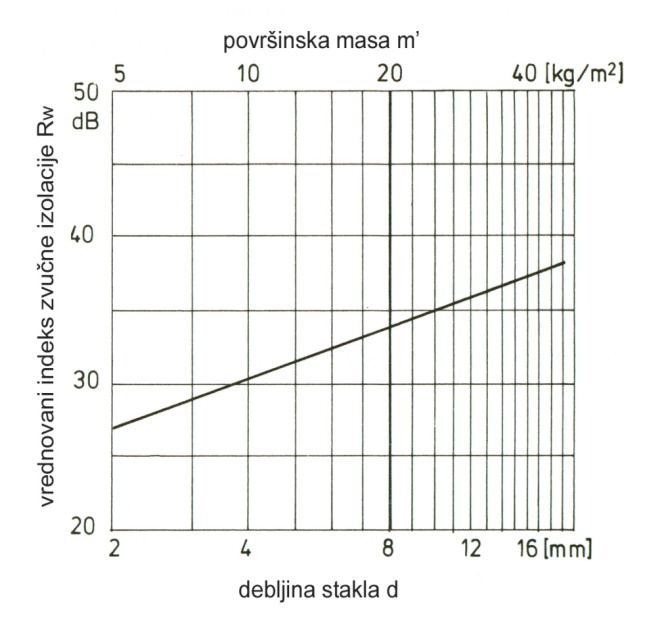 površinska masa m'
5 10 20 40 [kg/m²]
50
dB
40
30
20
vrednovani indeks zvučne izolacije Rw
2 4 8 12 16 [mm]
debljina stakla d